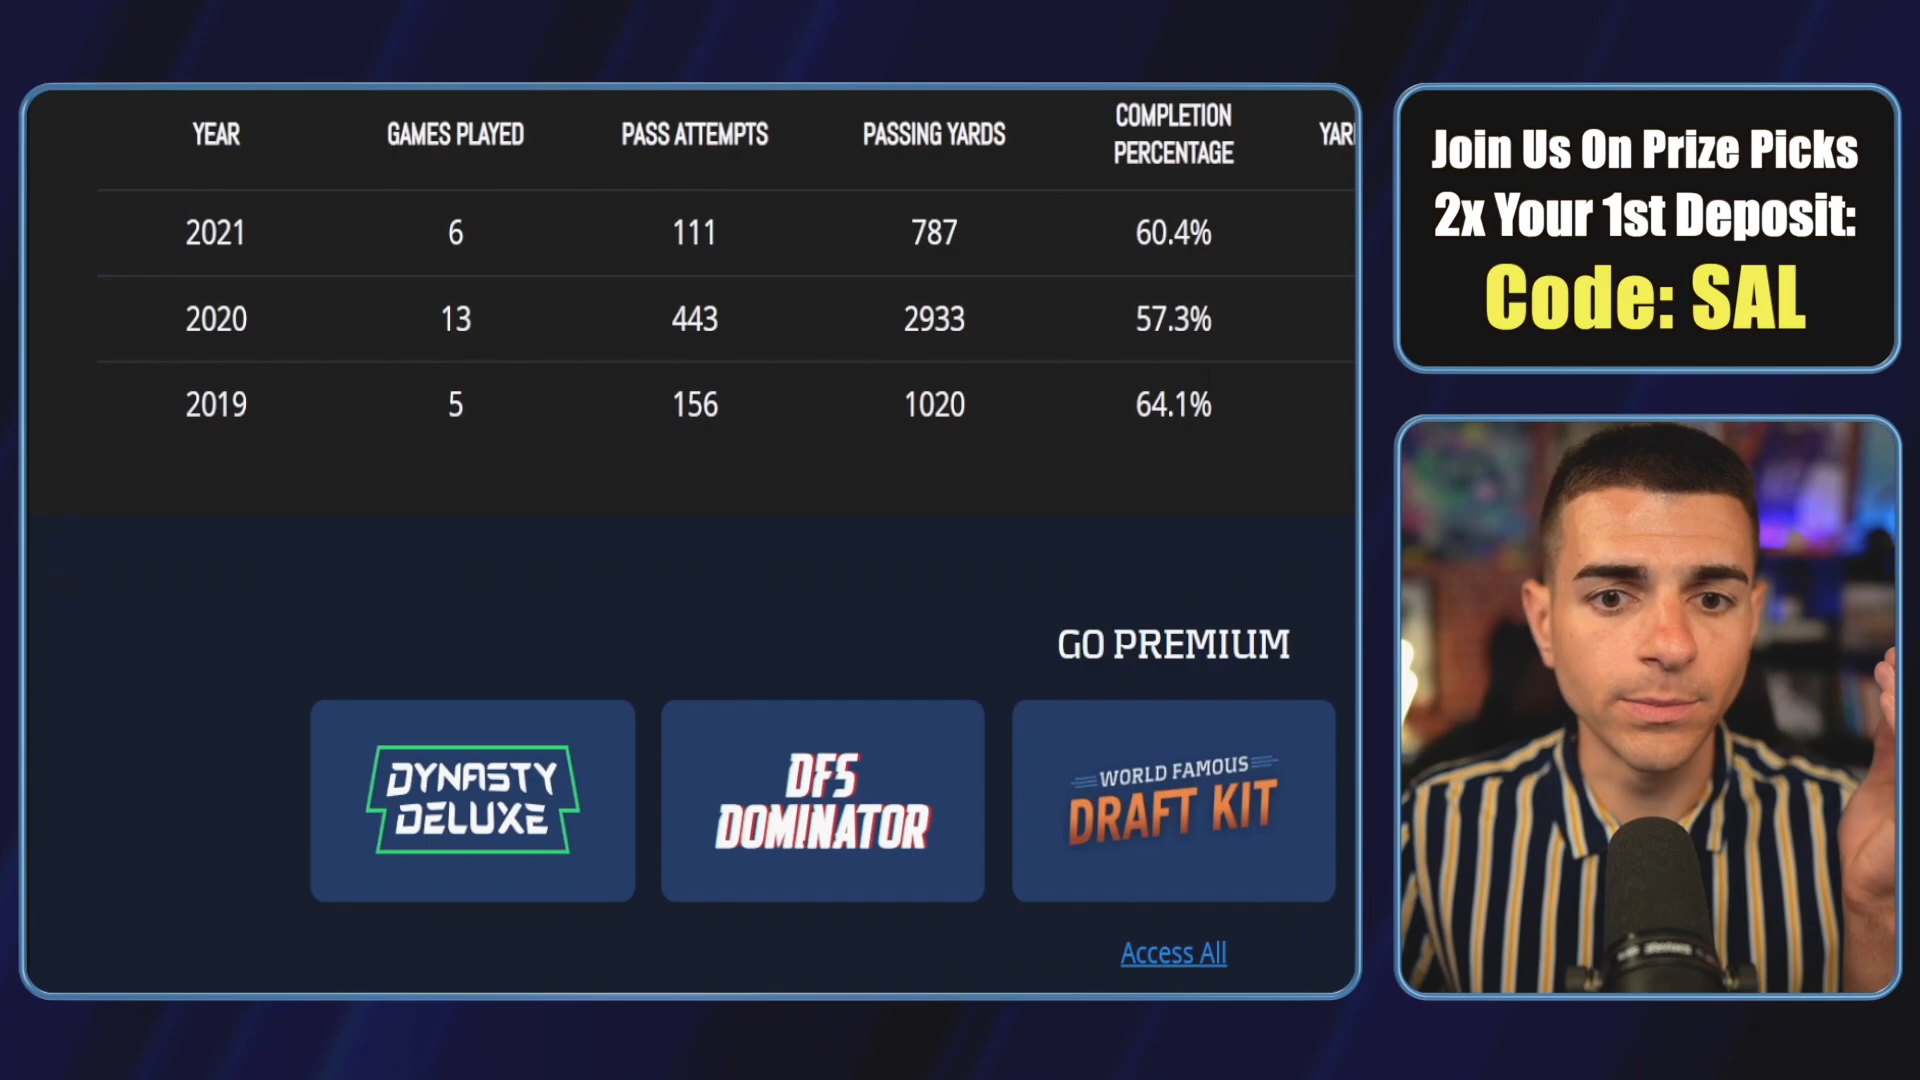 YEAR GAMES PLAYED PASS ATTEMPTS PASSING YARDS COMPLETION PERCENTAGE
2021 6 111 787 60.4%
2020 13 443 2933 57.3%
2019 5 156 1020 64.1%
GO PREMIUM
DYNASTY
DELUXE
DFS
DOMINATOR
WORLD FAMOUS
DRAFT KIT
Access All
Join Us On Prize Picks
2x Your 1st Deposit:
Code: SAL